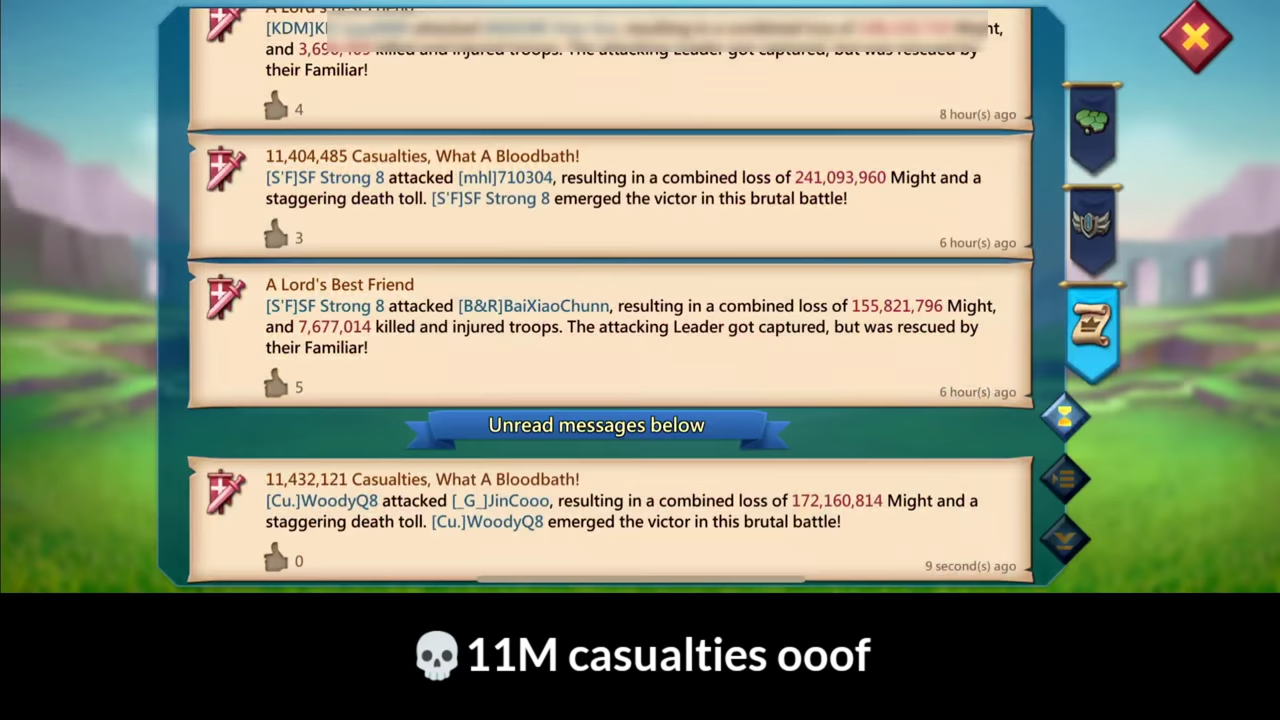 A Lord's Best Friend
[KDM]K
and 3,69 killed and injured troops. The attacking Leader got captured, but was rescued by
their Familiar!
4
8 hour(s) ago
11,404,485 Casualties, What A Bloodbath!
[S'F]SF Strong 8 attacked [mhl]710304, resulting in a combined loss of 241,093,960 Might and a
staggering death toll. [S'F]SF Strong 8 emerged the victor in this brutal battle!
3
6 hour(s) ago
A Lord's Best Friend
[S'F]SF Strong 8 attacked [B&R]BaiXiaoChunn, resulting in a combined loss of 155,821,796 Might,
and 7,677,014 killed and injured troops. The attacking Leader got captured, but was rescued by
their Familiar!
5
6 hour(s) ago
Unread messages below
11,432,121 Casualties, What A Bloodbath!
[Cu.]WoodyQ8 attacked [_G_]JinCooo, resulting in a combined loss of 172,160,814 Might and a
staggering death toll. [Cu.]WoodyQ8 emerged the victor in this brutal battle!
0
9 second(s) ago
💀11M casualties ooof